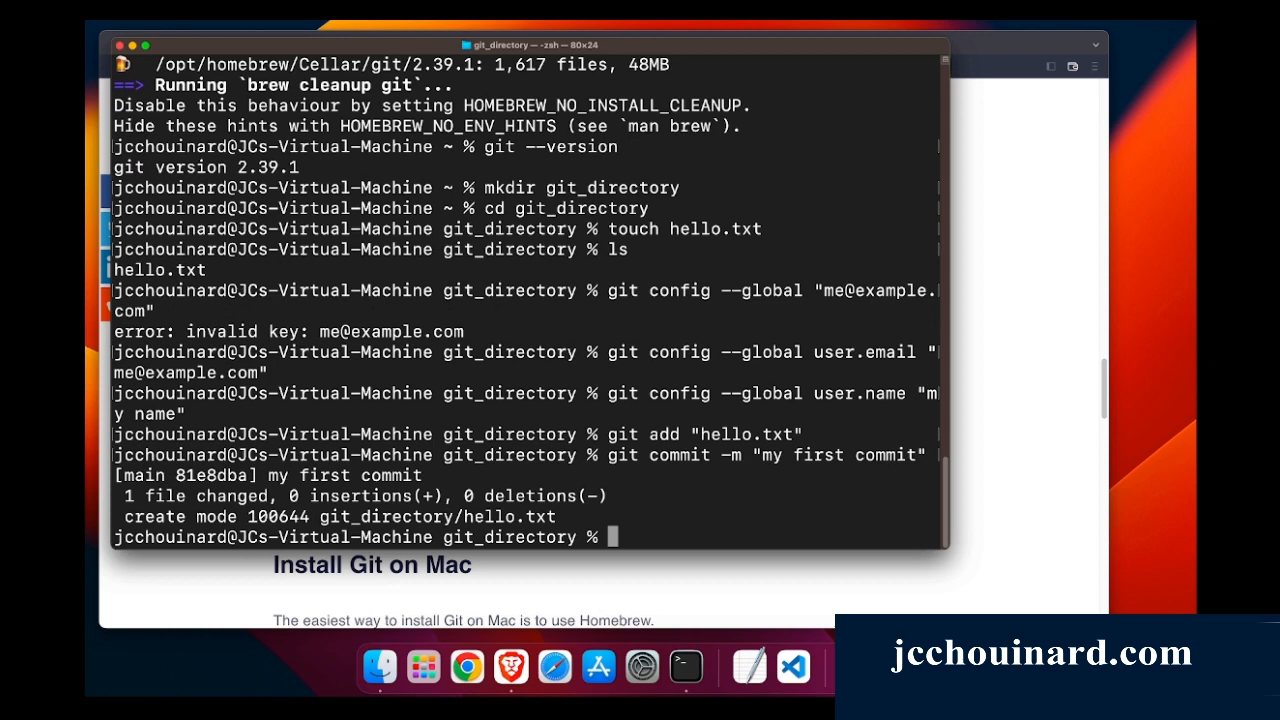 git_directory — -zsh — 80×24
/opt/homebrew/Cellar/git/2.39.1: 1,617 files, 48MB
==> Running `brew cleanup git`...
Disable this behaviour by setting HOMEBREW_NO_INSTALL_CLEANUP.
Hide these hints with HOMEBREW_NO_ENV_HINTS (see `man brew`).
jcchouinard@JCs-Virtual-Machine ~ % git --version
git version 2.39.1
jcchouinard@JCs-Virtual-Machine ~ % mkdir git_directory
jcchouinard@JCs-Virtual-Machine ~ % cd git_directory
jcchouinard@JCs-Virtual-Machine git_directory % touch hello.txt
jcchouinard@JCs-Virtual-Machine git_directory % ls
hello.txt
jcchouinard@JCs-Virtual-Machine git_directory % git config --global "me@example.
com"
error: invalid key: me@example.com
jcchouinard@JCs-Virtual-Machine git_directory % git config --global user.email "
me@example.com"
jcchouinard@JCs-Virtual-Machine git_directory % git config --global user.name "m
y name"
jcchouinard@JCs-Virtual-Machine git_directory % git add "hello.txt"
jcchouinard@JCs-Virtual-Machine git_directory % git commit -m "my first commit"
[main 81e8dba] my first commit
1 file changed, 0 insertions(+), 0 deletions(-)
create mode 100644 git_directory/hello.txt
jcchouinard@JCs-Virtual-Machine git_directory %
Install Git on Mac
The easiest way to install Git on Mac is to use Homebrew.
jcchouinard.com